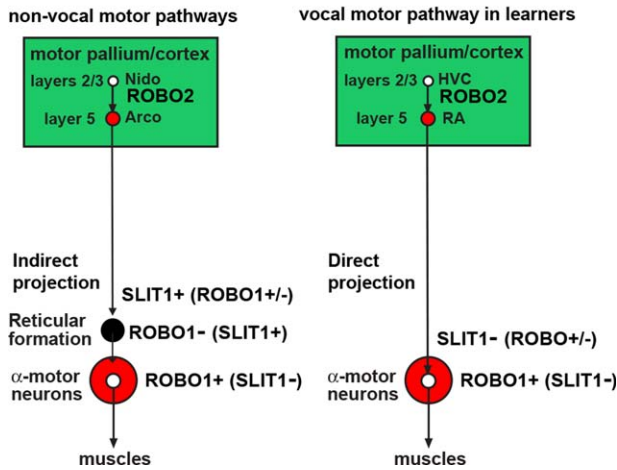 non-vocal motor pathways
motor pallium/cortex
layers 2/3 Nido
ROBO2
layer 5 Arco
Indirect
projection
SLIT1+ (ROBO1+/-)
Reticular
formation
ROBO1- (SLIT1+)
α-motor
neurons
ROBO1+ (SLIT1-)
muscles
vocal motor pathway in learners
motor pallium/cortex
layers 2/3 HVC
ROBO2
layer 5 RA
Direct
projection
SLIT1- (ROBO+/-)
α-motor
neurons
ROBO1+ (SLIT1-)
muscles